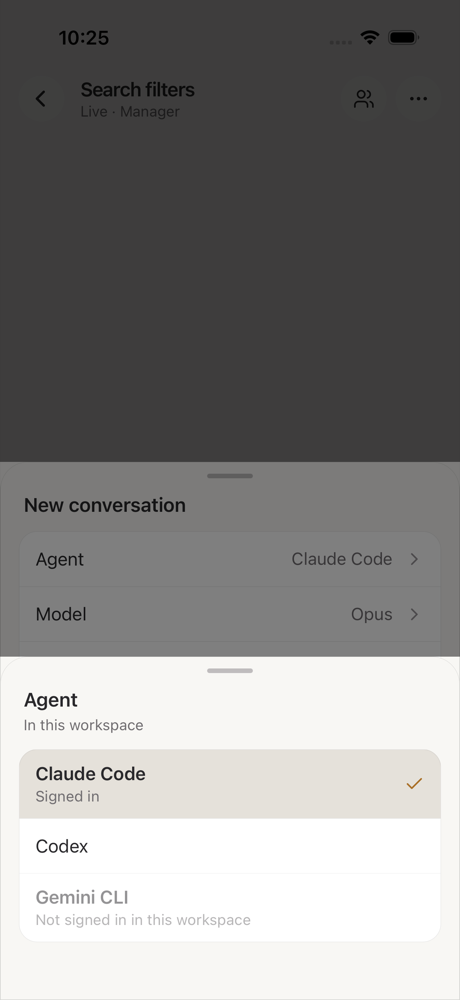 10:25
Search filters
Live · Manager
New conversation
Agent Claude Code
Model Opus
Agent
In this workspace
Claude Code
Signed in
Codex
Gemini CLI
Not signed in in this workspace